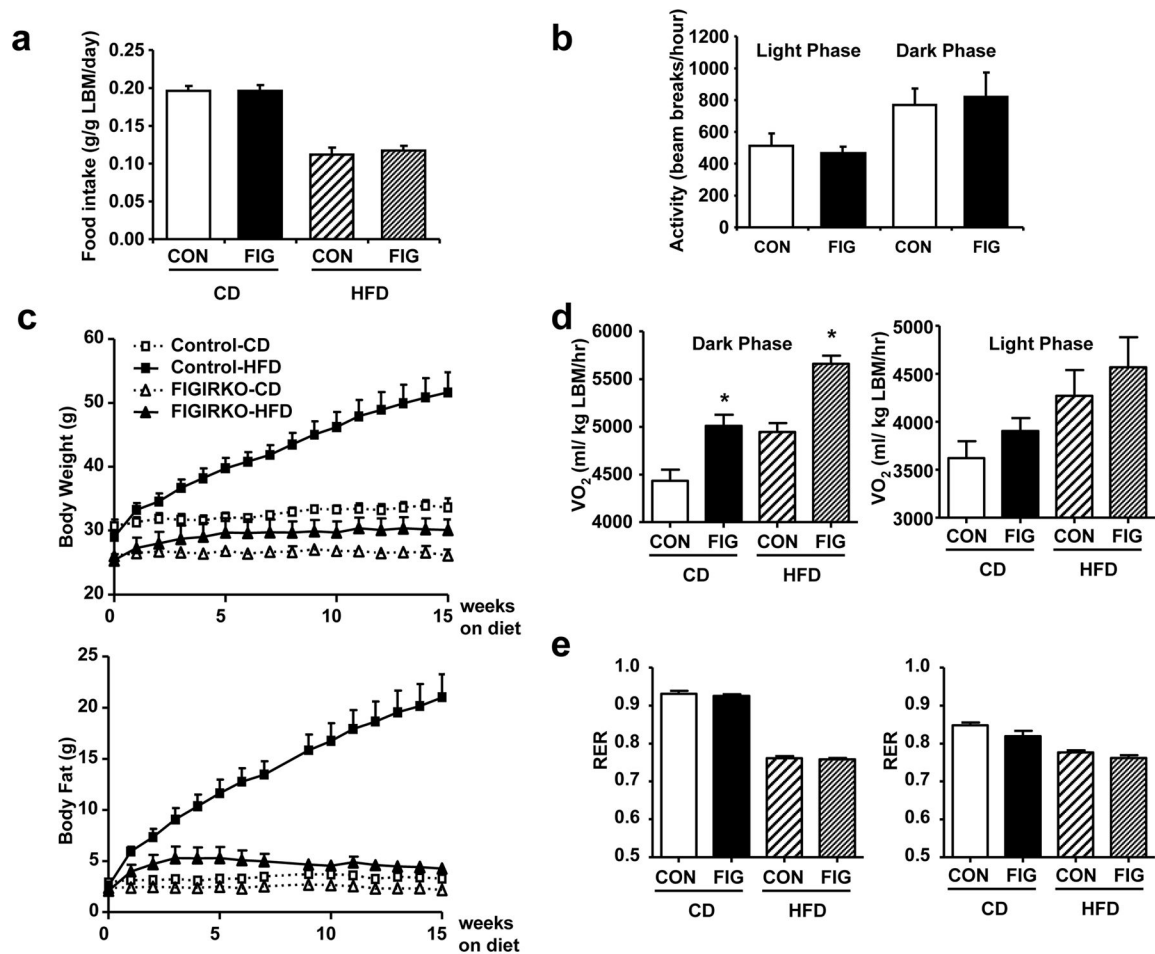 a
Food intake (g/g LBM/day)
0.20
0.15
0.10
0.05
0.00
CON FIG CON FIG
CD HFD
b
Activity (beam breaks/hour)
1200
1000
800
600
400
200
0
Light Phase Dark Phase
CON FIG CON FIG
c
Body Weight (g)
60
50
40
30
20
Control-CD
Control-HFD
FIGIRKO-CD
FIGIRKO-HFD
0 5 10 15 weeks
on diet
Body Fat (g)
25
20
15
10
5
0
0 5 10 15 weeks
on diet
d
VO2 (ml/ kg LBM/hr)
6000
5500
5000
4500
4000
Dark Phase
* *
CON FIG CON FIG
CD HFD
VO2 (ml/ kg LBM/hr)
5000
4500
4000
3500
3000
Light Phase
CON FIG CON FIG
CD HFD
e
RER
1.0
0.9
0.8
0.7
0.6
0.5
CON FIG CON FIG
CD HFD
RER
1.0
0.9
0.8
0.7
0.6
0.5
CON FIG CON FIG
CD HFD